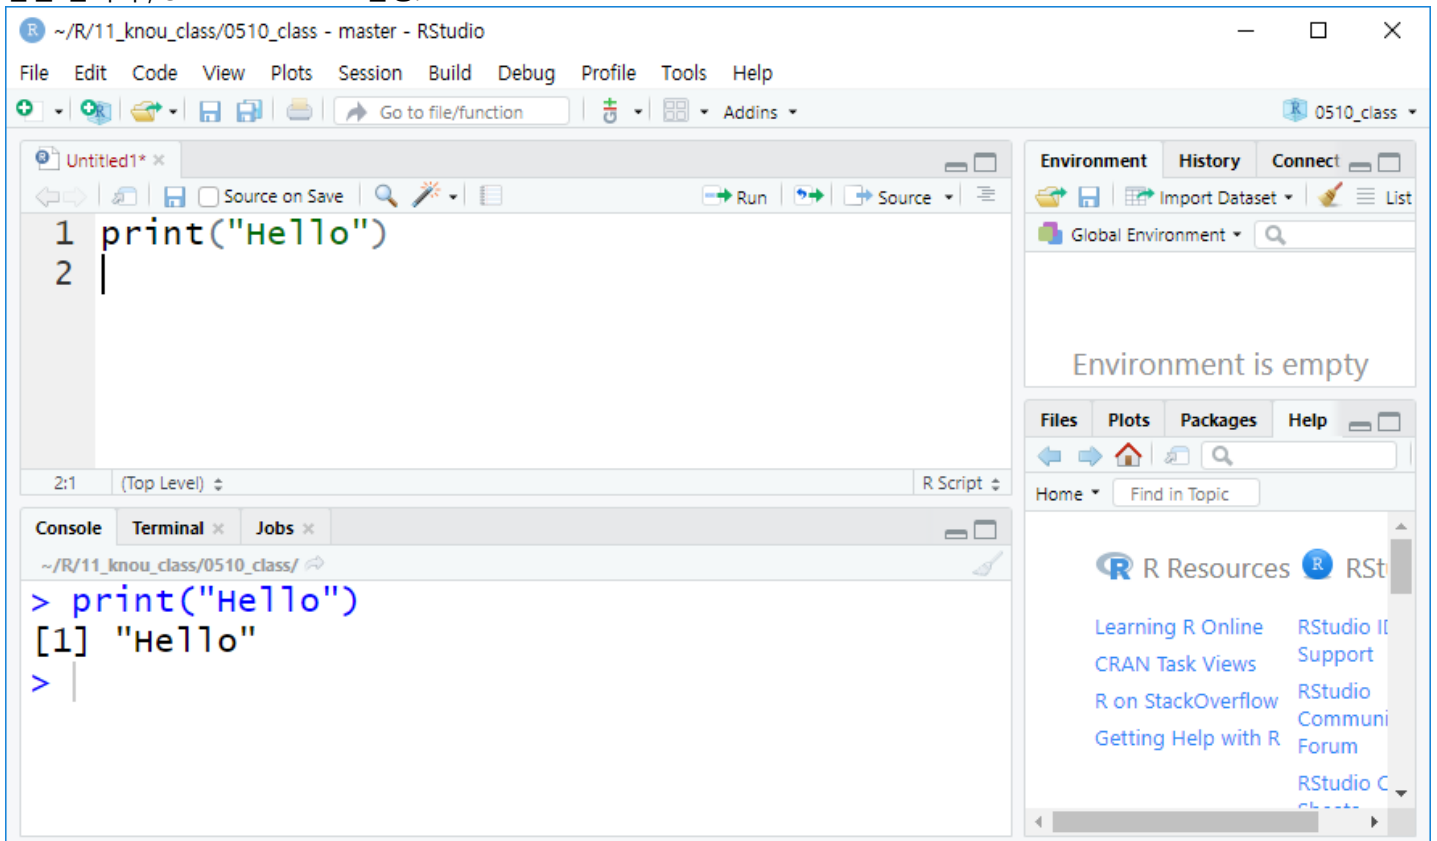 ~/R/11_knou_class/0510_class - master - RStudio
File Edit Code View Plots Session Build Debug Profile Tools Help
Go to file/function Addins 0510_class
Untitled1*
Source on Save Run Source
1 print("Hello")
2
2:1 (Top Level) R Script
Console Terminal Jobs
~/R/11_knou_class/0510_class/
> print("Hello")
[1] "Hello"
>
Environment History Connect
Import Dataset List
Global Environment
Environment is empty
Files Plots Packages Help
Home Find in Topic
R Resources RSt
Learning R Online
CRAN Task Views
R on StackOverflow
Getting Help with R
RStudio
Support
RStudio
Communi
Forum
RStudio C